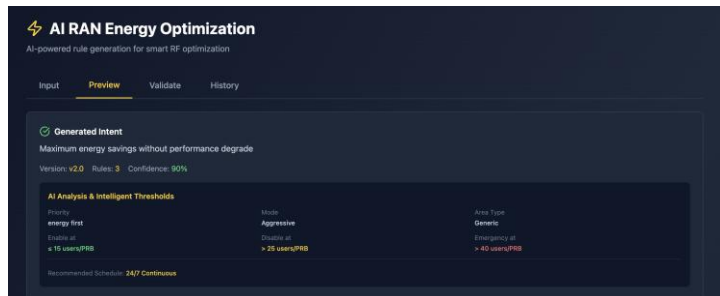 AI RAN Energy Optimization
AI-powered rule generation for smart RF optimization
Input Preview Validate History
Generated Intent
Maximum energy savings without performance degrade
Version: v2.0 Rules: 3 Confidence: 90%
AI Analysis & Intelligent Thresholds
Priority Mode Area Type
energy first Aggressive Generic
Enable at Disable at Emergency at
≤ 15 users/PRB > 25 users/PRB > 40 users/PRB
Recommended Schedule: 24/7 Continuous